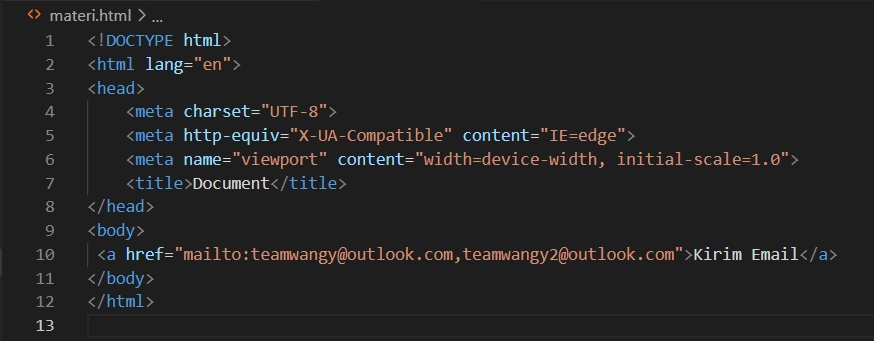 <> materi.html > ...
1 <!DOCTYPE html>
2 <html lang="en">
3 <head>
4     <meta charset="UTF-8">
5     <meta http-equiv="X-UA-Compatible" content="IE=edge">
6     <meta name="viewport" content="width=device-width, initial-scale=1.0">
7     <title>Document</title>
8 </head>
9 <body>
10  <a href="mailto:teamwangy@outlook.com,teamwangy2@outlook.com">Kirim Email</a>
11 </body>
12 </html>
13